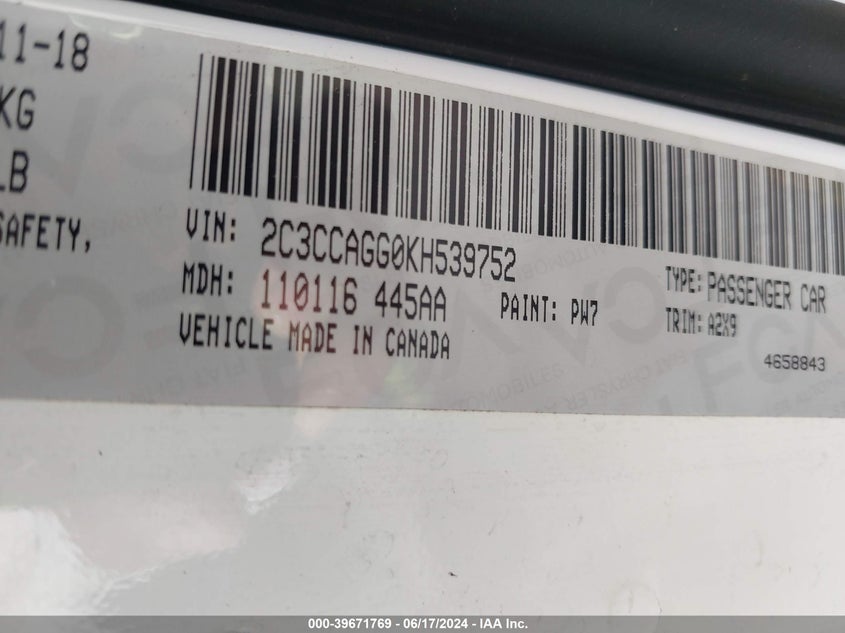 11-18
KG
LB
SAFETY,
VIN: 2C3CCAGG0KH539752
MDH: 110116 445AA
PAINT: PW7
VEHICLE MADE IN CANADA
TYPE: PASSENGER CAR
TRIM: A2X9
4658843
000-39671769 - 06/17/2024 - IAA Inc.